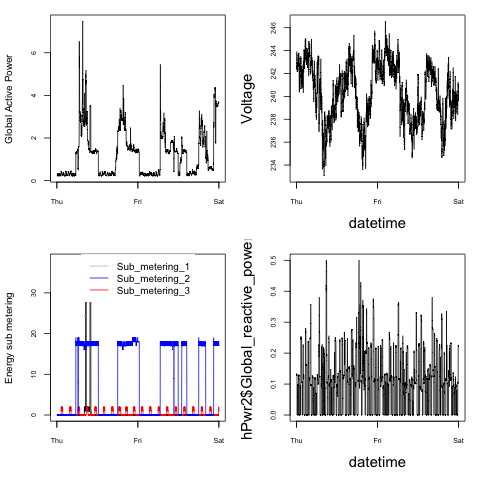 Global Active Power
6
4
2
0
Thu Fri Sat
Voltage
246
244
242
240
238
236
234
Thu Fri Sat
datetime
Energy sub metering
30
20
10
0
Sub_metering_1
Sub_metering_2
Sub_metering_3
Thu Fri Sat
hPwr2$Global_reactive_powe
0.5
0.4
0.3
0.2
0.1
0.0
Thu Fri Sat
datetime